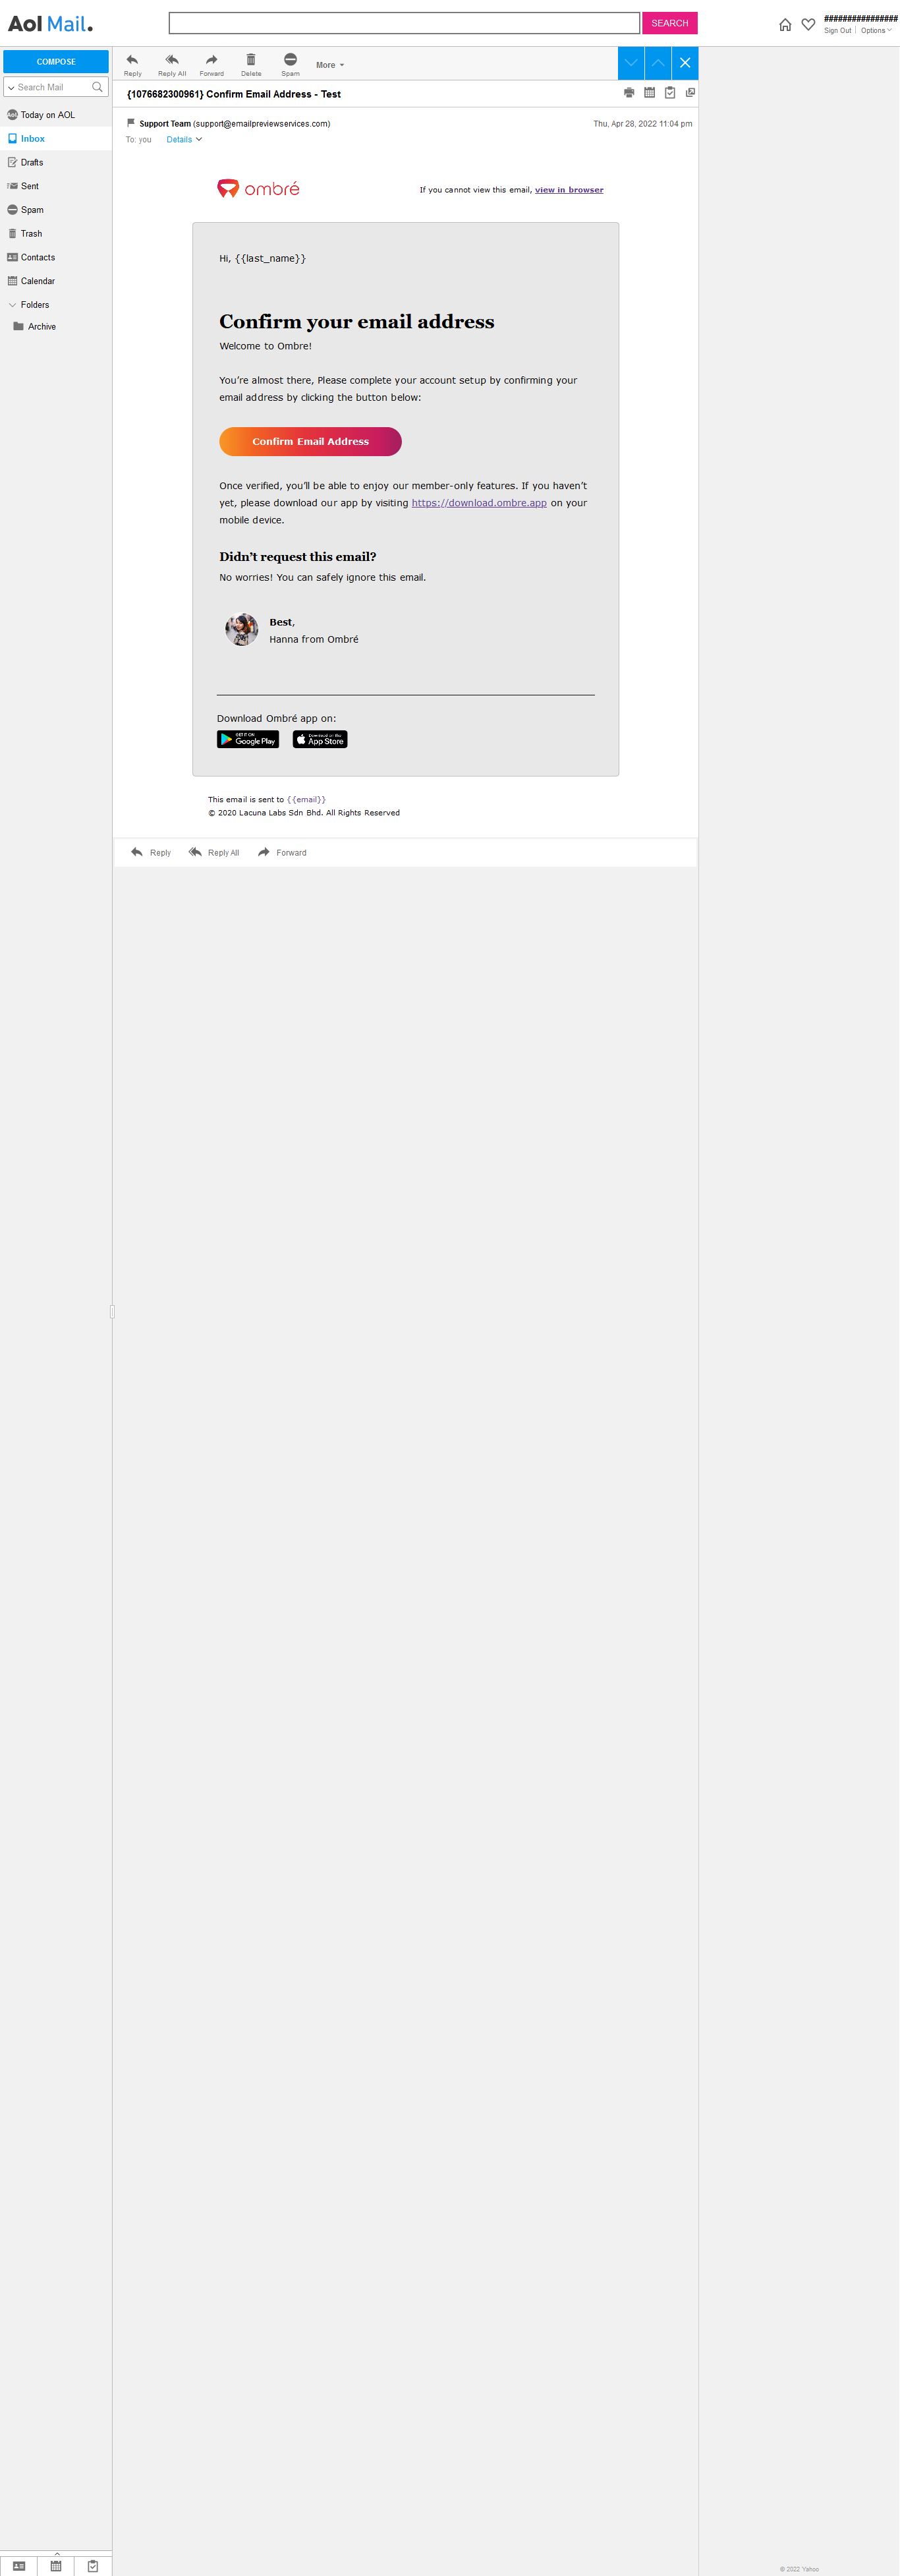 Aol Mail.
SEARCH
################
Sign Out
Options
COMPOSE
Search Mail
Today on AOL
Inbox
Drafts
Sent
Spam
Trash
Contacts
Calendar
Folders
Archive
Reply
Reply All
Forward
Delete
Spam
More
{1076682300961} Confirm Email Address - Test
Support Team (support@emailpreviewservices.com)
Thu, Apr 28, 2022 11:04 pm
To: you
Details
ombré
If you cannot view this email, view in browser
Hi, {{last_name}}
Confirm your email address
Welcome to Ombre!
You’re almost there, Please complete your account setup by confirming your
email address by clicking the button below:
Confirm Email Address
Once verified, you’ll be able to enjoy our member-only features. If you haven’t
yet, please download our app by visiting https://download.ombre.app on your
mobile device.
Didn’t request this email?
No worries! You can safely ignore this email.
Best,
Hanna from Ombré
Download Ombré app on:
GET IT ON
Google Play
Download on the
App Store
This email is sent to {{email}}
© 2020 Lacuna Labs Sdn Bhd. All Rights Reserved
Reply
Reply All
Forward
© 2022 Yahoo